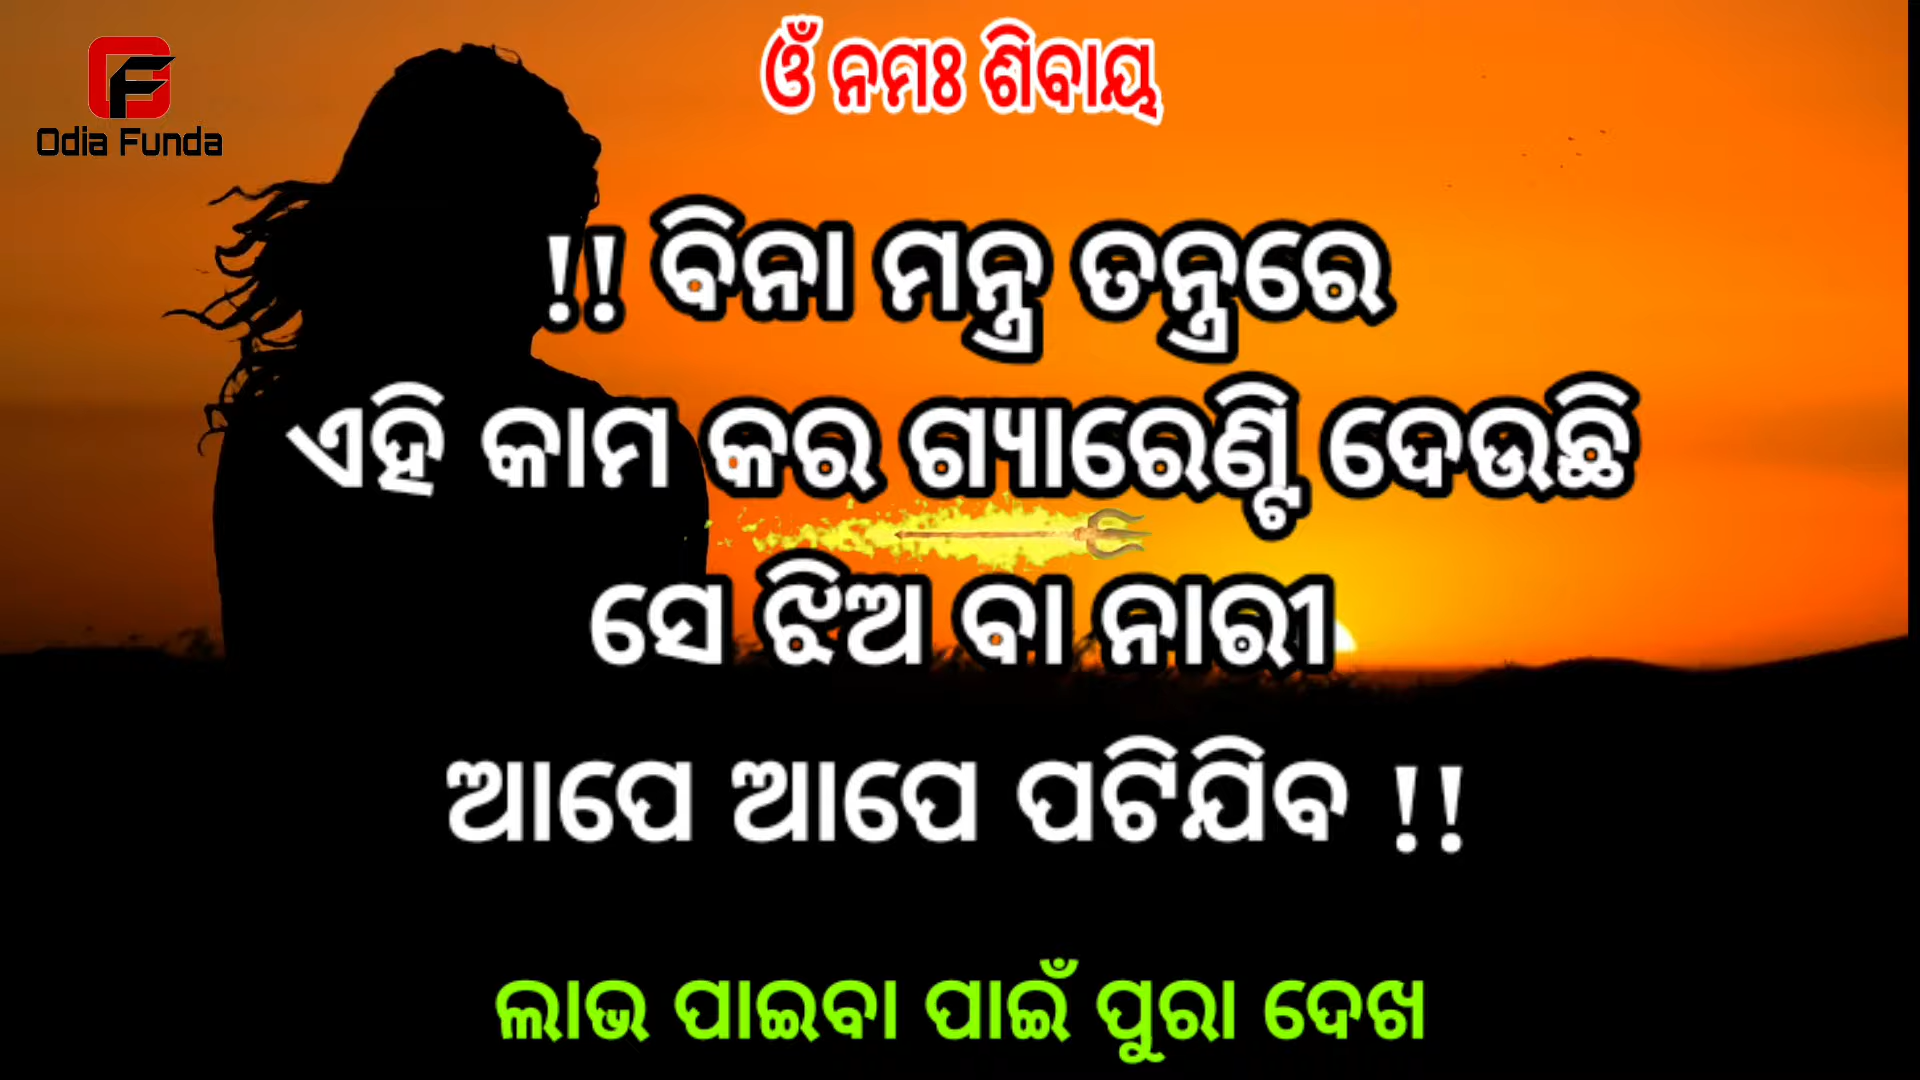 ଓଁ ନମଃ ଶିବାୟ
Odia Funda
!! ବିନା ମନ୍ତ୍ର ତନ୍ତ୍ରରେ
ଏହି କାମ କର ଗ୍ୟାରେଣ୍ଟି ଦେଉଛି
ସେ ଝିଅ ବା ନାରୀ
ଆପେ ଆପେ ପଟିଯିବ !!
ଲାଭ ପାଇବା ପାଇଁ ପୁରା ଦେଖ